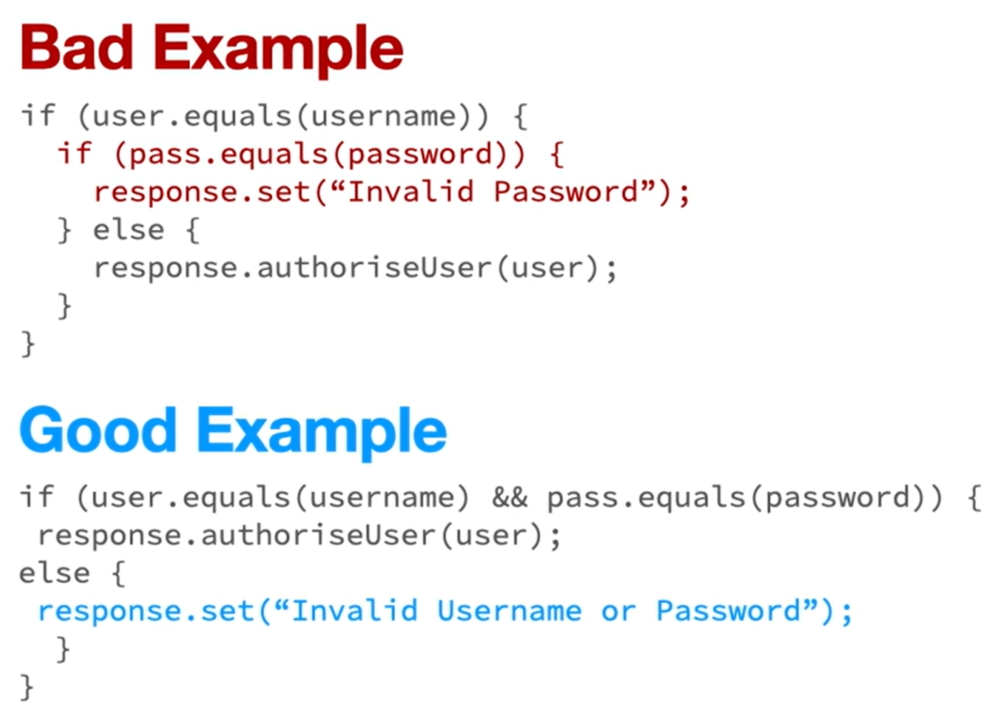 Bad Example
if (user.equals(username)) {
  if (pass.equals(password)) {
    response.set(“Invalid Password”);
  } else {
    response.authoriseUser(user);
  }
}
Good Example
if (user.equals(username) && pass.equals(password)) {
 response.authoriseUser(user);
else {
 response.set(“Invalid Username or Password”);
  }
}